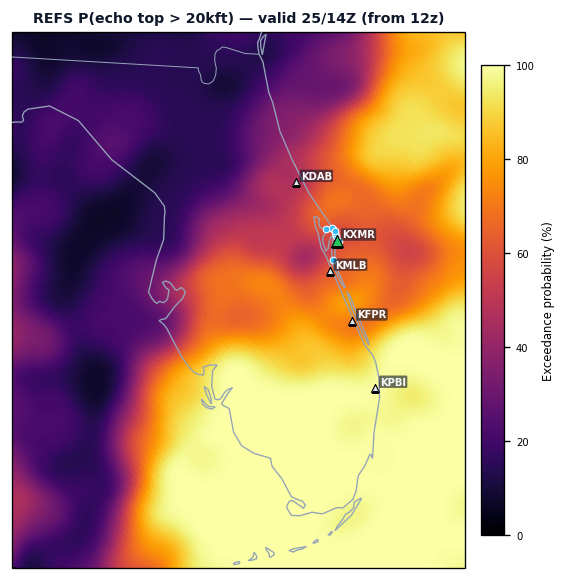 REFS P(echo top > 20kft) — valid 25/14Z (from 12z)
KDAB
KXMR
KMLB
KFPR
KPBI
100
80
60
40
20
0
Exceedance probability (%)